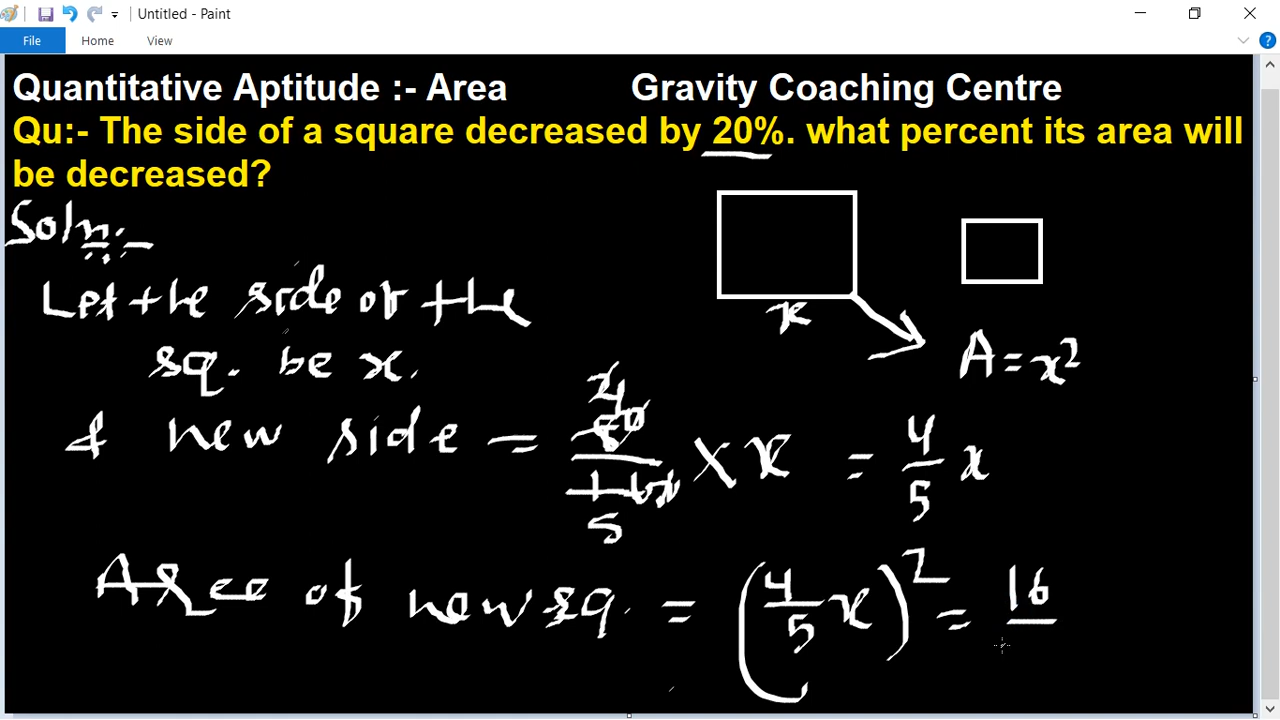 Untitled - Paint
File Home View
Quantitative Aptitude :- Area Gravity Coaching Centre
Qu:- The side of a square decreased by 20%. what percent its area will
be decreased?
Soln:-
Let the side of the
sq. be x.
x
A = x²
& new side = 80/100 × x = 4/5 x
4
5
Area of new sq. = (4/5 x)² = 16